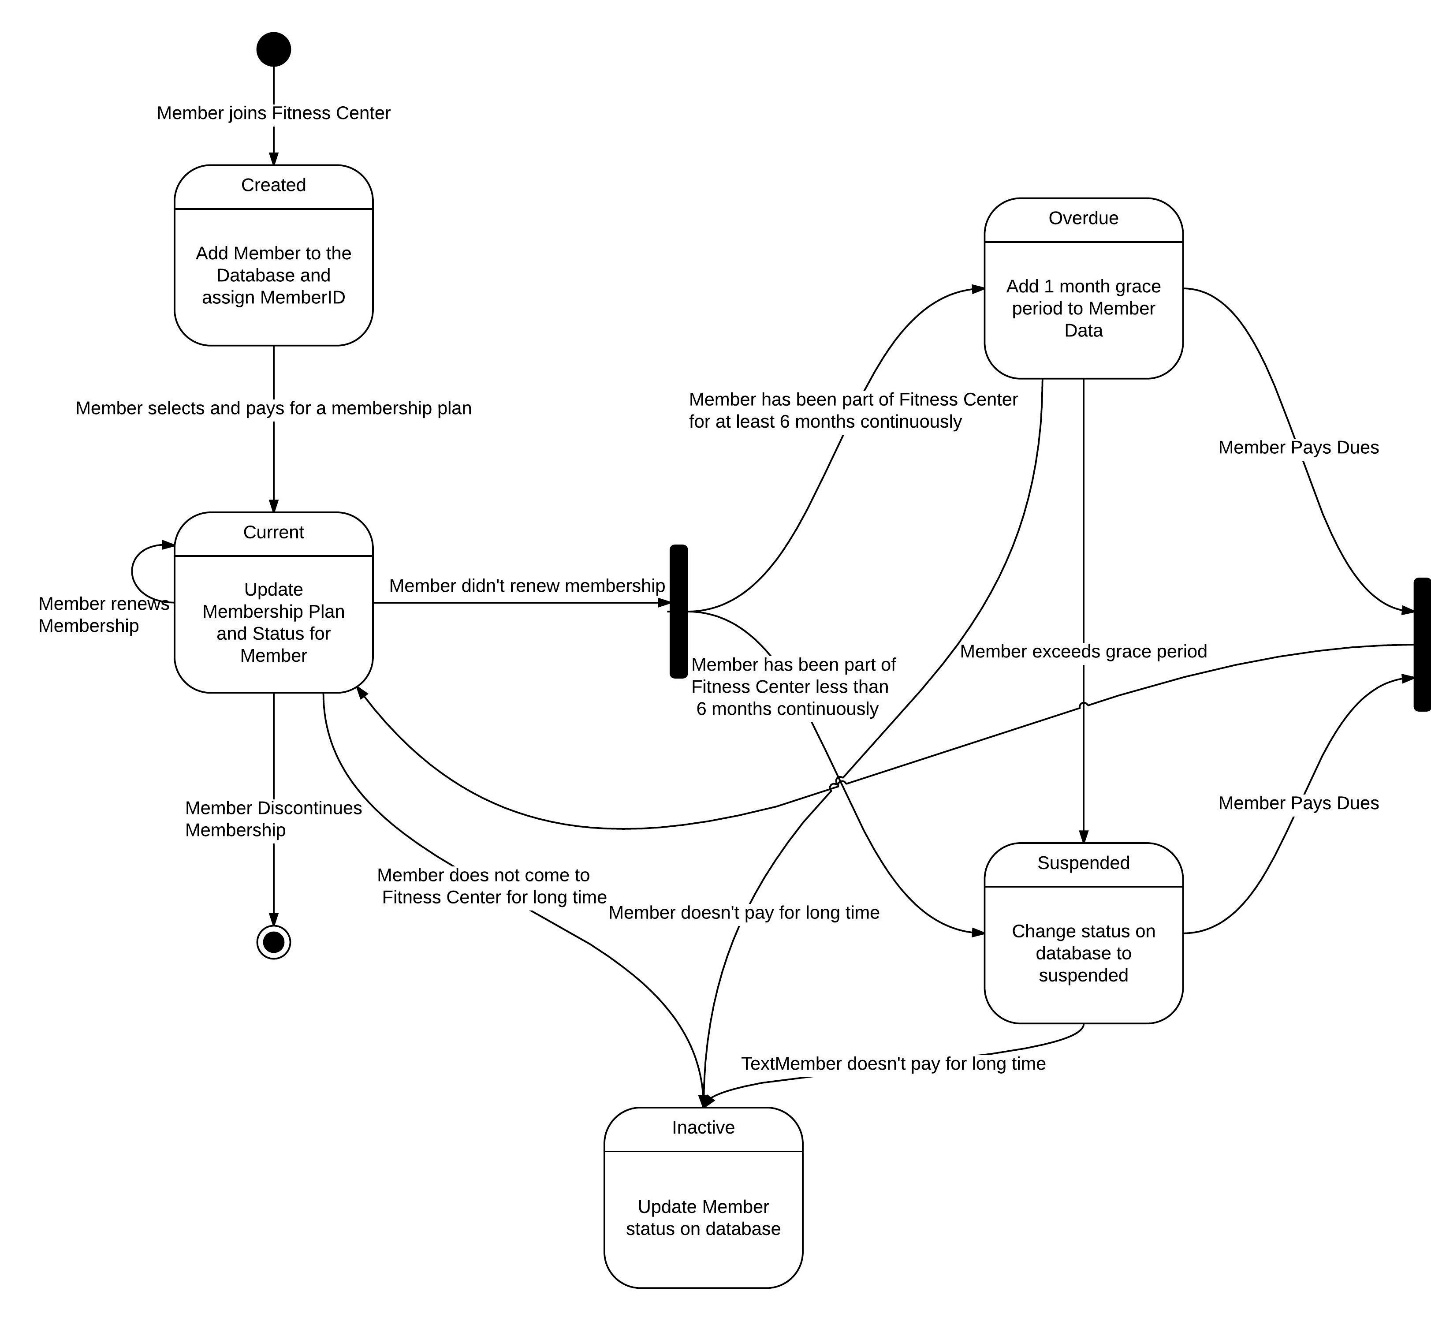 Member joins Fitness Center
Created
Add Member to the
Database and
assign MemberID
Member selects and pays for a membership plan
Current
Update
Membership Plan
and Status for
Member
Member renews
Membership
Member didn't renew membership
Member has been part of Fitness Center
for at least 6 months continuously
Member has been part of
Fitness Center less than
6 months continuously
Overdue
Add 1 month grace
period to Member
Data
Member Pays Dues
Member exceeds grace period
Member Pays Dues
Suspended
Change status on
database to
suspended
Member Discontinues
Membership
Member does not come to
Fitness Center for long time
Member doesn't pay for long time
TextMember doesn't pay for long time
Inactive
Update Member
status on database